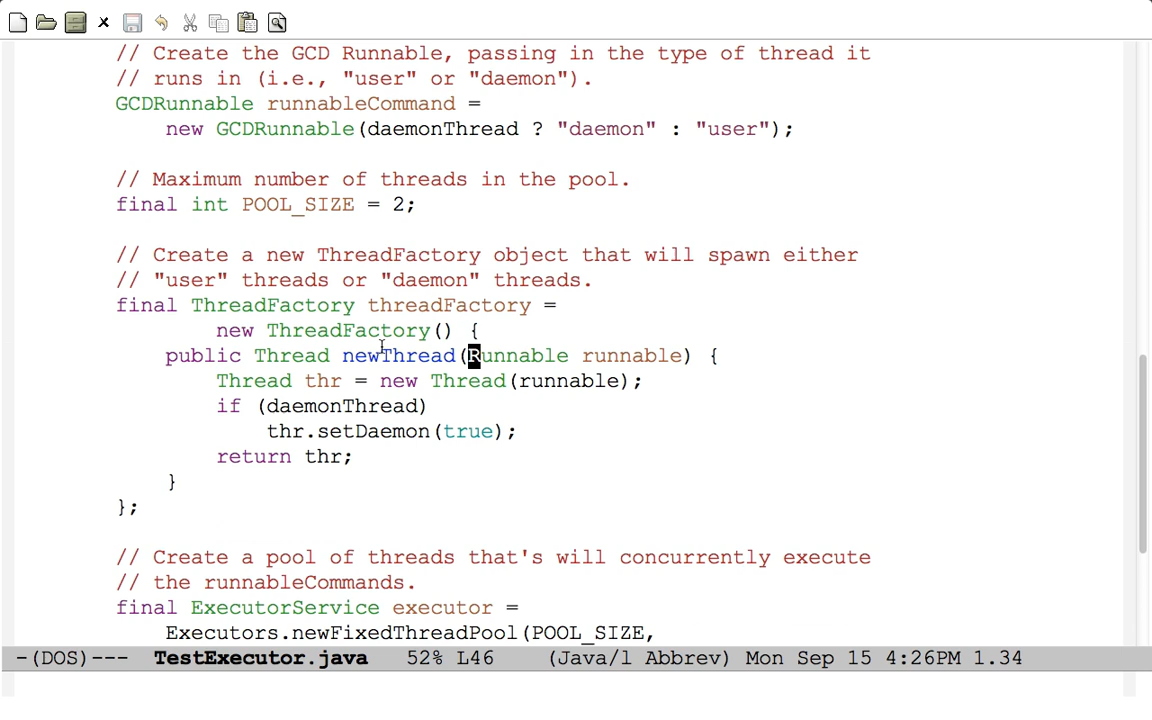 // Create the GCD Runnable, passing in the type of thread it
// runs in (i.e., "user" or "daemon").
GCDRunnable runnableCommand =
new GCDRunnable(daemonThread ? "daemon" : "user");
// Maximum number of threads in the pool.
final int POOL_SIZE = 2;
// Create a new ThreadFactory object that will spawn either
// "user" threads or "daemon" threads.
final ThreadFactory threadFactory =
new ThreadFactory() {
public Thread newThread(Runnable runnable) {
Thread thr = new Thread(runnable);
if (daemonThread)
thr.setDaemon(true);
return thr;
}
};
// Create a pool of threads that's will concurrently execute
// the runnableCommands.
final ExecutorService executor =
Executors.newFixedThreadPool(POOL_SIZE,
-(DOS)--- TestExecutor.java 52% L46 (Java/l Abbrev) Mon Sep 15 4:26PM 1.34